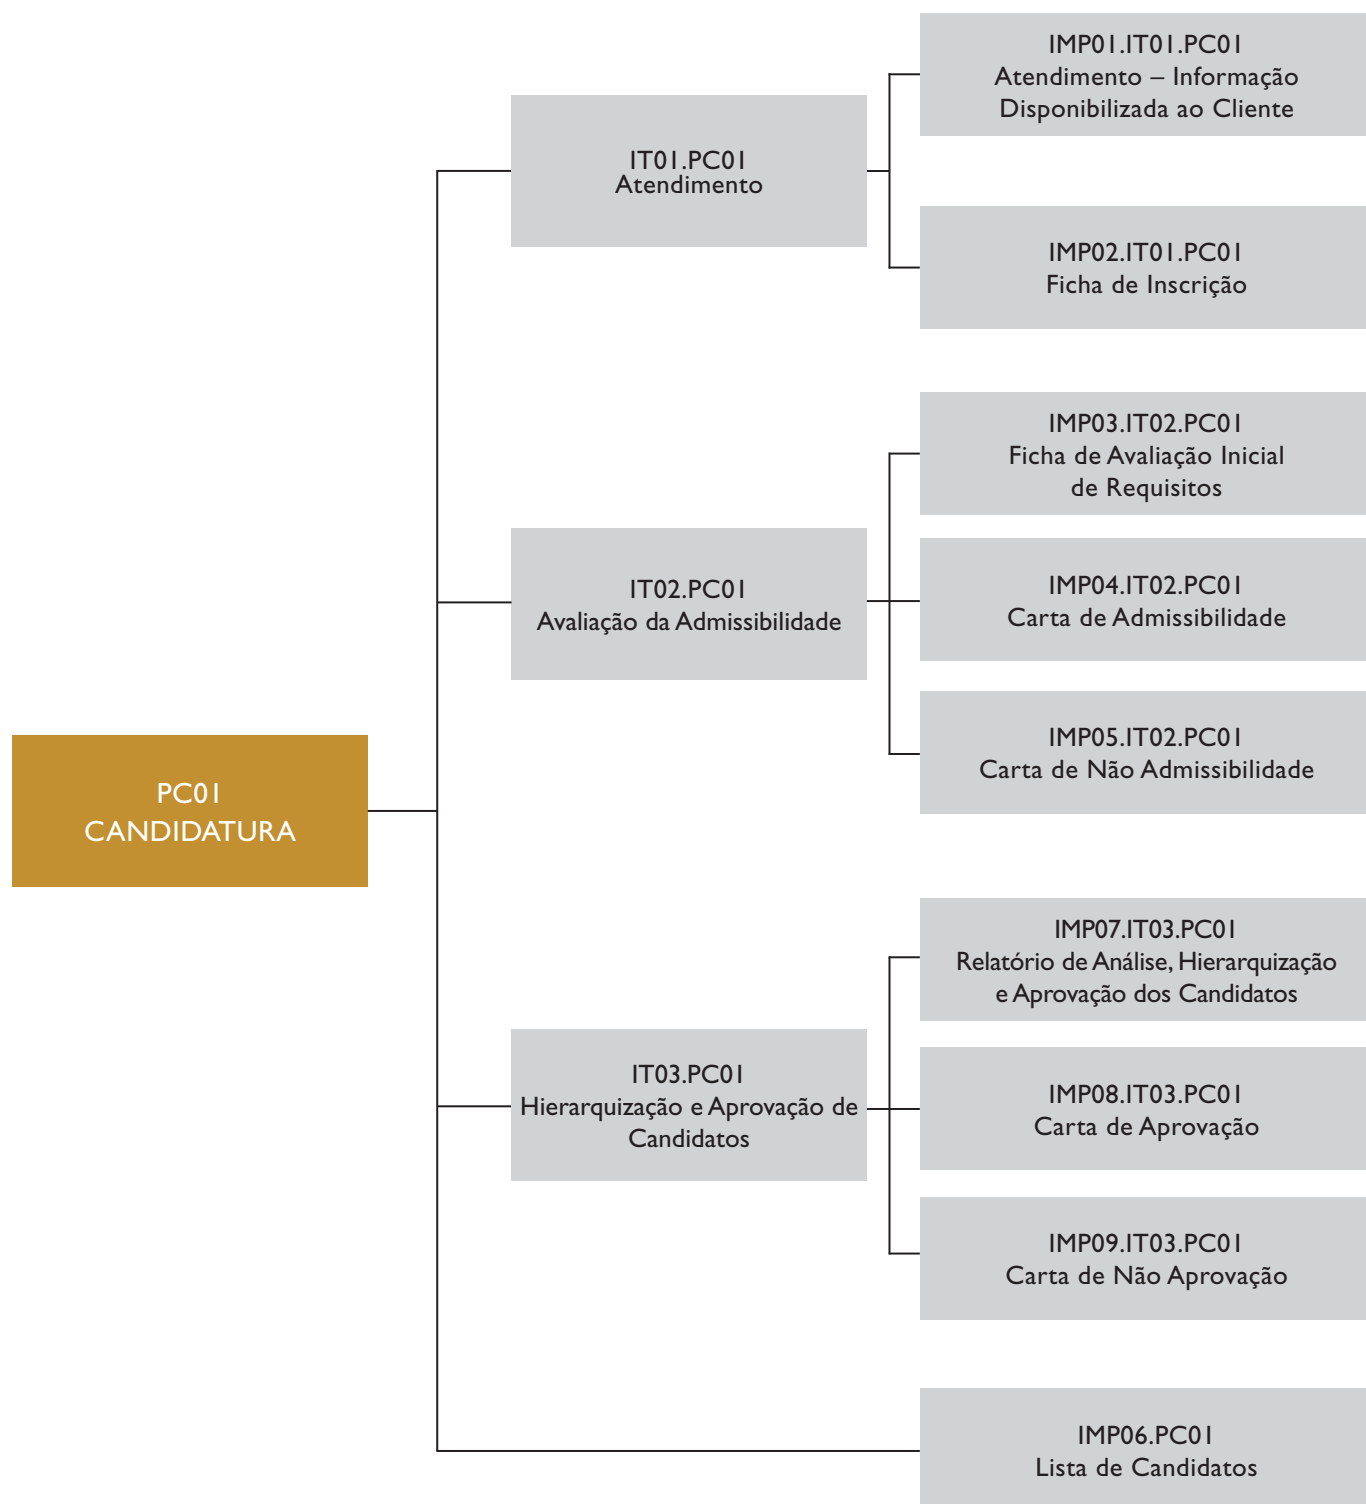 IMP01.IT01.PC01
Atendimento – Informação
Disponibilizada ao Cliente
IT01.PC01
Atendimento
IMP02.IT01.PC01
Ficha de Inscrição
IMP03.IT02.PC01
Ficha de Avaliação Inicial
de Requisitos
IT02.PC01
Avaliação da Admissibilidade
IMP04.IT02.PC01
Carta de Admissibilidade
IMP05.IT02.PC01
Carta de Não Admissibilidade
PC01
CANDIDATURA
IMP07.IT03.PC01
Relatório de Análise, Hierarquização
e Aprovação dos Candidatos
IT03.PC01
Hierarquização e Aprovação de
Candidatos
IMP08.IT03.PC01
Carta de Aprovação
IMP09.IT03.PC01
Carta de Não Aprovação
IMP06.PC01
Lista de Candidatos